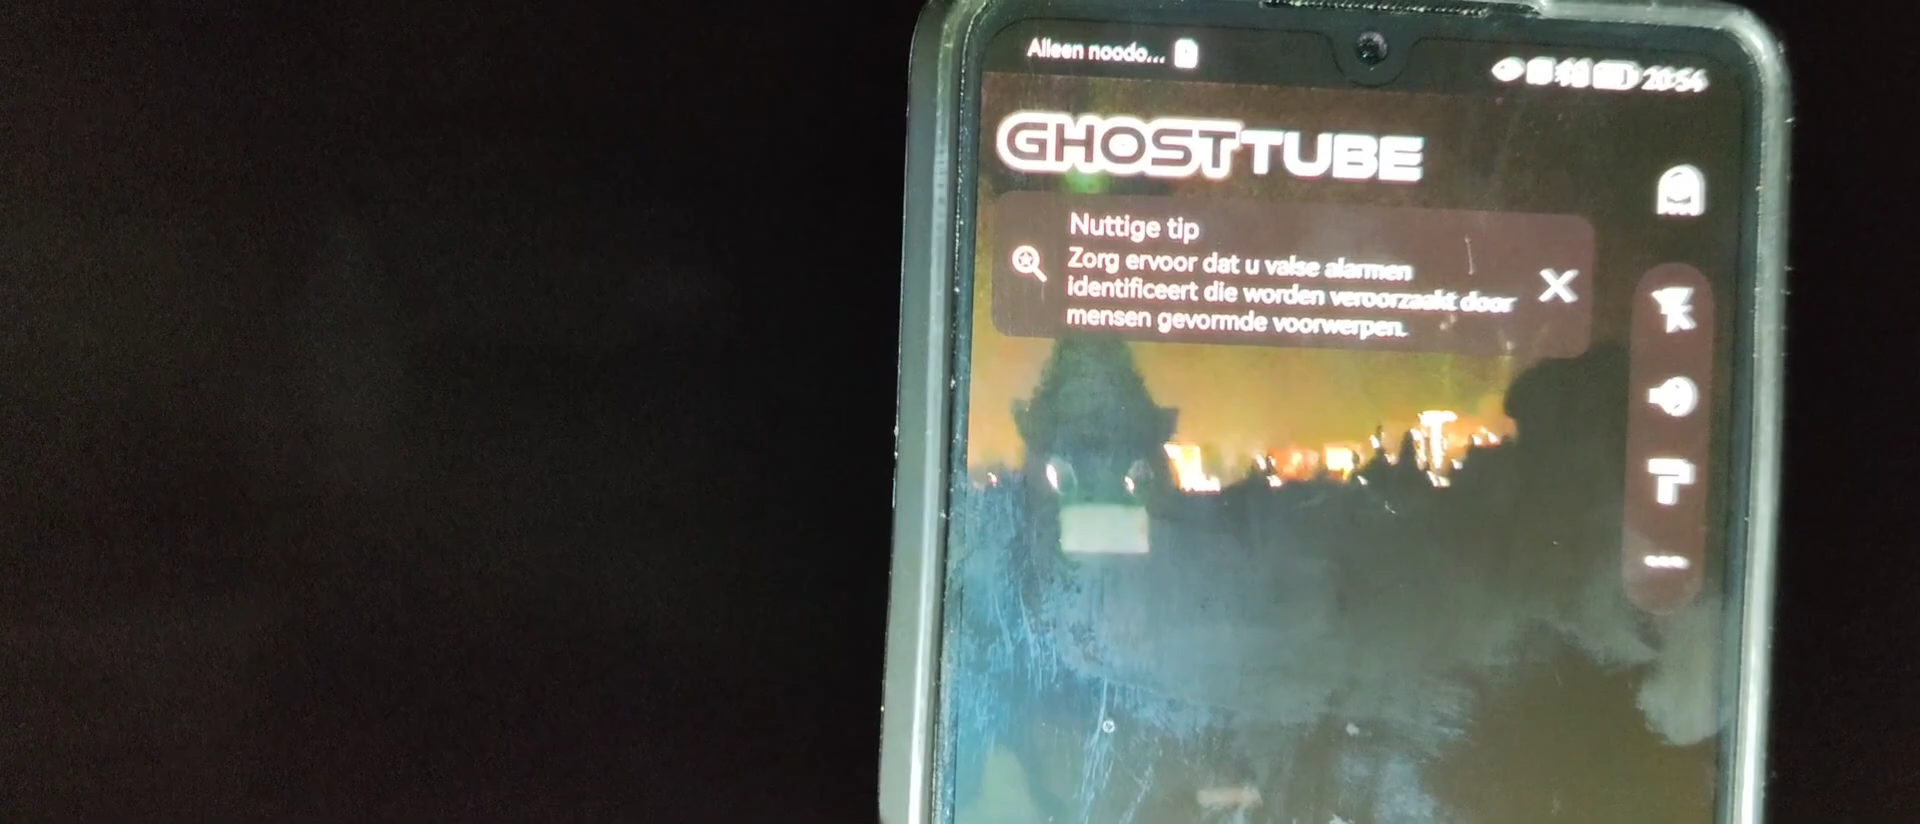 Alleen noodo...
20:54
GHOSTTUBE
Nuttige tip
Zorg ervoor dat u valse alarmen
identificeert die worden veroorzaakt door
mensen gevormde voorwerpen.